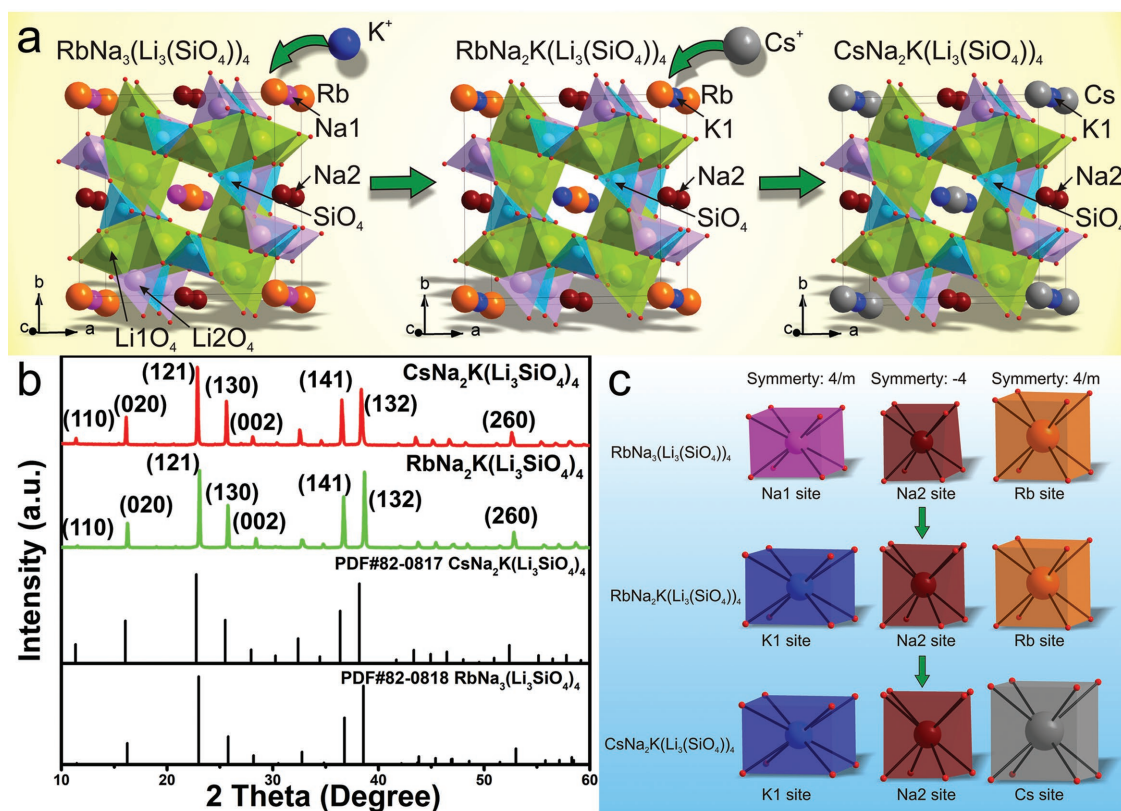 a
RbNa₃(Li₃(SiO₄))₄
K⁺
RbNa₂K(Li₃(SiO₄))₄
Cs⁺
CsNa₂K(Li₃(SiO₄))₄
Rb
Na1
Na2
SiO₄
Li1O₄
Li2O₄
b
c
a
Rb
K1
Na2
SiO₄
b
c
a
Cs
K1
Na2
SiO₄
b
c
a
b
Intensity (a.u.)
CsNa₂K(Li₃SiO₄)₄
(110)
(020)
(121)
(130)
(002)
(141)
(132)
(260)
RbNa₂K(Li₃SiO₄)₄
(110)
(020)
(121)
(130)
(002)
(141)
(132)
(260)
PDF#82-0817 CsNa₂K(Li₃SiO₄)₄
PDF#82-0818 RbNa₃(Li₃SiO₄)₄
10 20 30 40 50 60
2 Theta (Degree)
c
Symmerty: 4/m Symmerty: -4 Symmerty: 4/m
RbNa₃(Li₃(SiO₄))₄
Na1 site Na2 site Rb site
RbNa₂K(Li₃(SiO₄))₄
K1 site Na2 site Rb site
CsNa₂K(Li₃(SiO₄))₄
K1 site Na2 site Cs site